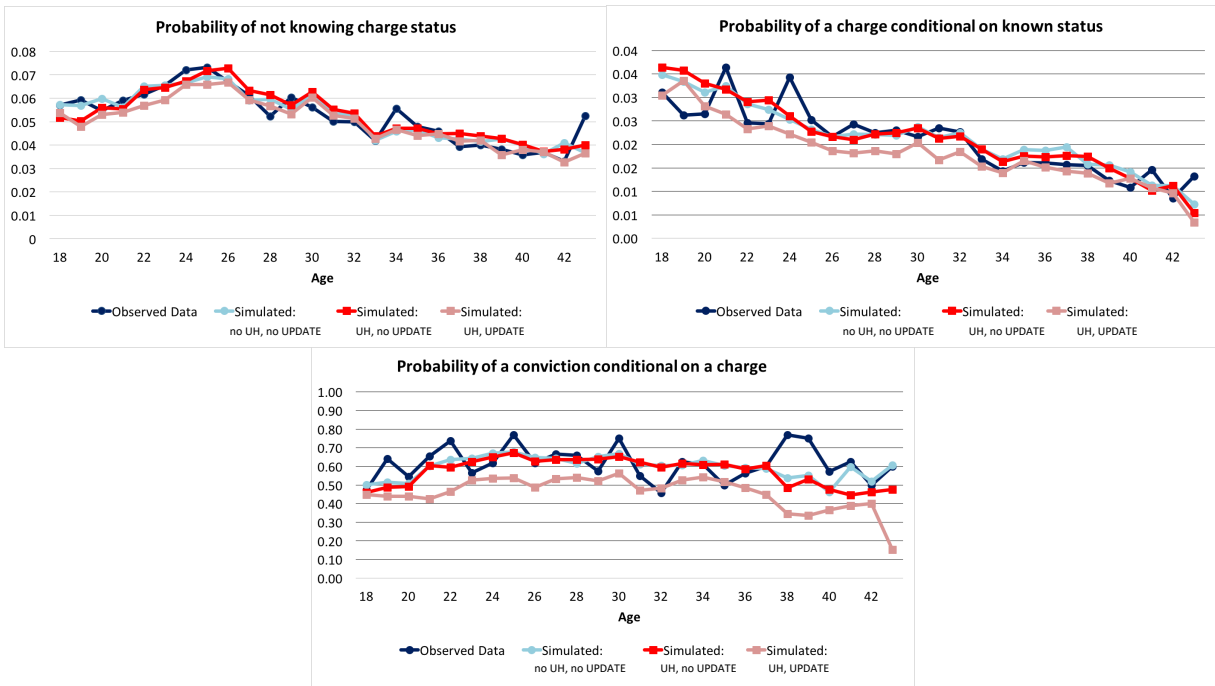 Probability of not knowing charge status
0.08
0.07
0.06
0.05
0.04
0.03
0.02
0.01
0
18 20 22 24 26 28 30 32 34 36 38 40 42
Age
Observed Data Simulated: Simulated: Simulated:
no UH, no UPDATE UH, no UPDATE UH, UPDATE
Probability of a charge conditional on known status
0.04
0.04
0.03
0.03
0.02
0.02
0.01
0.01
0.00
18 20 22 24 26 28 30 32 34 36 38 40 42
Age
Observed Data Simulated: Simulated: Simulated:
no UH, no UPDATE UH, no UPDATE UH, UPDATE
Probability of a conviction conditional on a charge
1.00
0.90
0.80
0.70
0.60
0.50
0.40
0.30
0.20
0.10
0.00
18 20 22 24 26 28 30 32 34 36 38 40 42
Age
Observed Data Simulated: Simulated: Simulated:
no UH, no UPDATE UH, no UPDATE UH, UPDATE